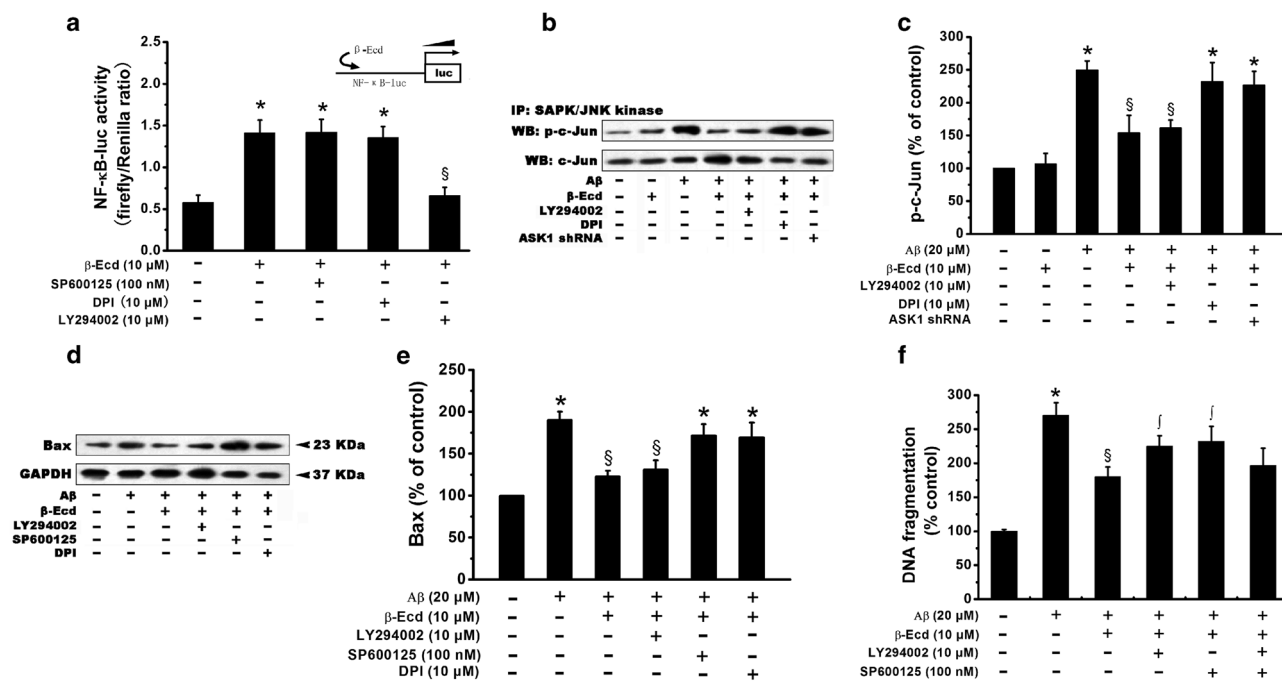 a
NF-κB-luc activity
(firefly/Renilla ratio)
2.5
2.0
1.5
1.0
0.5
0.0
β-Ecd
NF-κB-luc
luc
* * * §
β-Ecd (10 μM) – + + + +
SP600125 (100 nM) – – + – –
DPI (10 μM) – – – + –
LY294002 (10 μM) – – – – +
b
IP: SAPK/JNK kinase
WB: p-c-Jun
WB: c-Jun
Aβ – – + + + + +
β-Ecd – + – + + + +
LY294002 – – – – + – –
DPI – – – – – + –
ASK1 shRNA – – – – – – +
c
p-c-Jun (% of control)
300
250
200
150
100
50
0
* § § * *
Aβ (20 μM) – – + + + + +
β-Ecd (10 μM) – + – + + + +
LY294002 (10 μM) – – – – + – –
DPI (10 μM) – – – – – + –
ASK1 shRNA – – – – – – +
d
Bax 23 KDa
GAPDH 37 KDa
Aβ – + + + + +
β-Ecd – – + + + +
LY294002 – – – + – –
SP600125 – – – – + –
DPI – – – – – +
e
Bax (% of control)
250
200
150
100
50
0
* § § * *
Aβ (20 μM) – + + + + +
β-Ecd (10 μM) – – + + + +
LY294002 (10 μM) – – – + – –
SP600125 (100 nM) – – – – + –
DPI (10 μM) – – – – – +
f
DNA fragmentation
(% control)
300
250
200
150
100
50
0
* § ∫ ∫
Aβ (20 μM) – + + + + +
β-Ecd (10 μM) – – + + + +
LY294002 (10 μM) – – – + – +
SP600125 (100 nM) – – – – + +